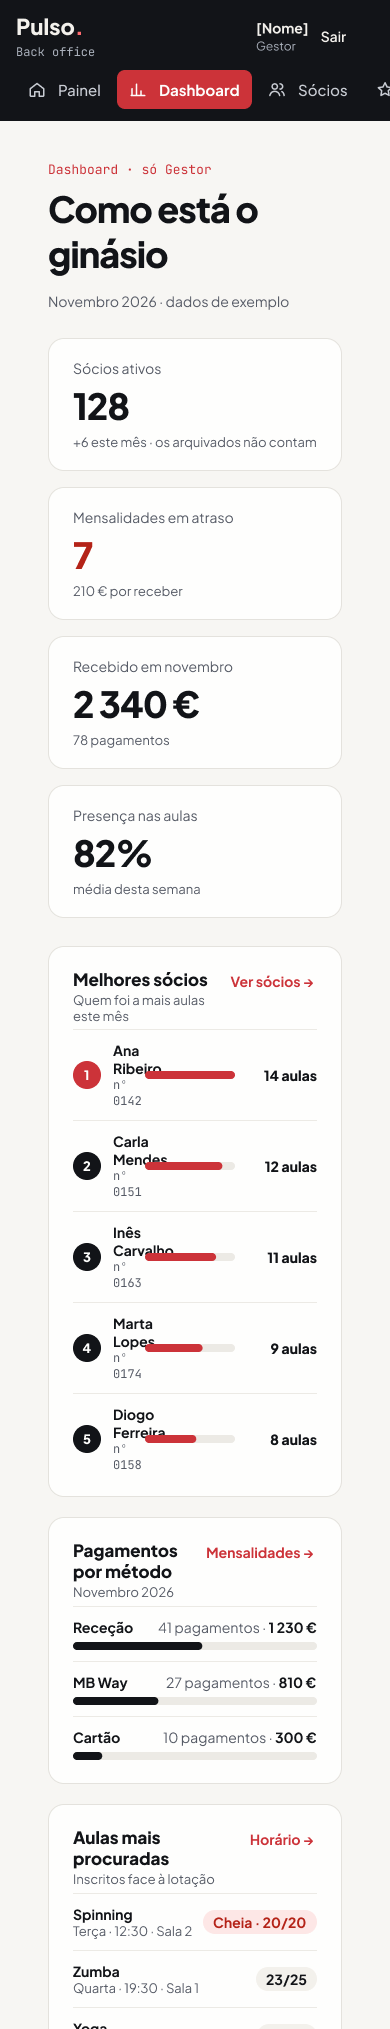 Pulso.
Back office
[Nome]
Gestor
Sair
Painel
Dashboard
Sócios
Dashboard · só Gestor
Como está o
ginásio
Novembro 2026 · dados de exemplo
Sócios ativos
128
+6 este mês · os arquivados não contam
Mensalidades em atraso
7
210 € por receber
Recebido em novembro
2 340 €
78 pagamentos
Presença nas aulas
82%
média desta semana
Melhores sócios
Ver sócios →
Quem foi a mais aulas
este mês
1
Ana
Ribeiro
nº
0142
14 aulas
2
Carla
Mendes
nº
0151
12 aulas
3
Inês
Carvalho
nº
0163
11 aulas
4
Marta
Lopes
nº
0174
9 aulas
5
Diogo
Ferreira
nº
0158
8 aulas
Pagamentos
por método
Mensalidades →
Novembro 2026
Receção 41 pagamentos · 1 230 €
MB Way 27 pagamentos · 810 €
Cartão 10 pagamentos · 300 €
Aulas mais
procuradas
Horário →
Inscritos face à lotação
Spinning
Terça · 12:30 · Sala 2
Cheia · 20/20
Zumba
Quarta · 19:30 · Sala 1
23/25
Yoga